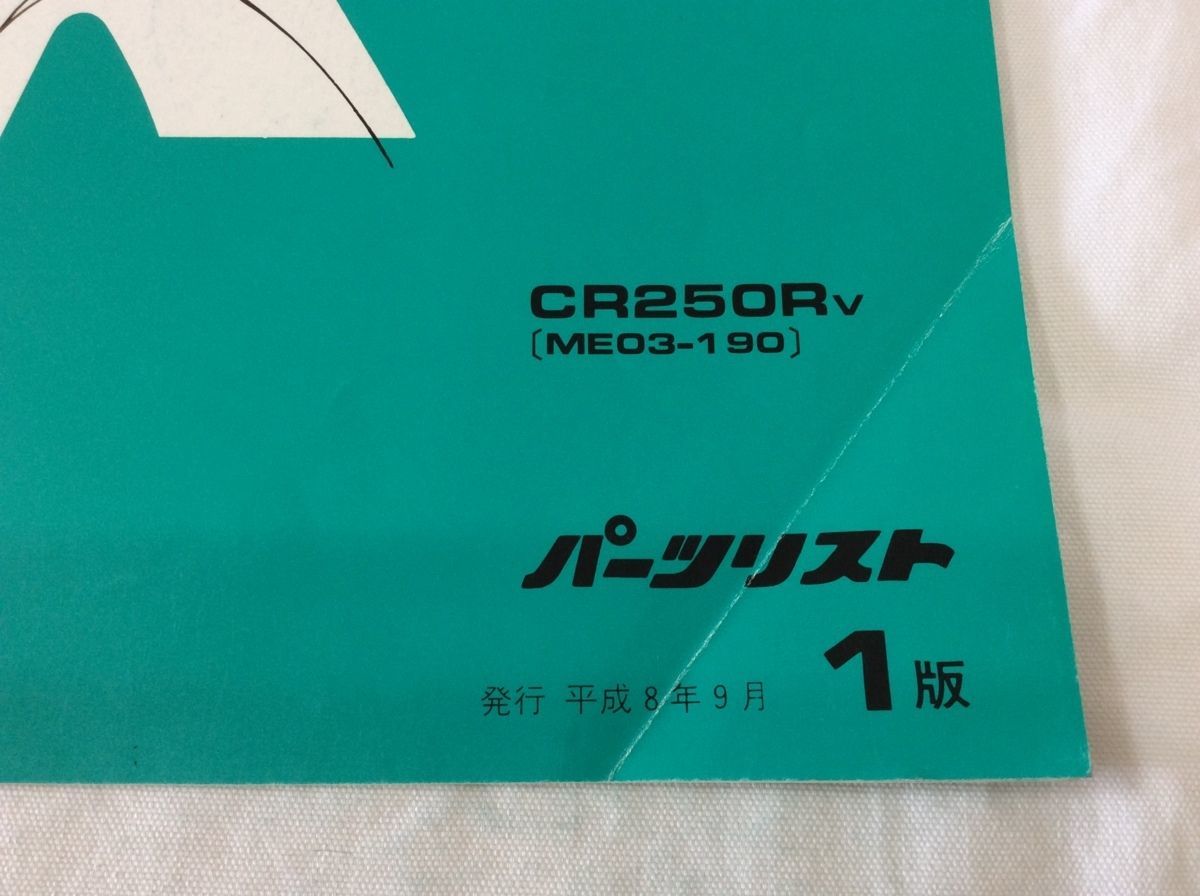 CR250RV
〔ME03-190〕
パーツリスト
1版
発行 平成8年9月